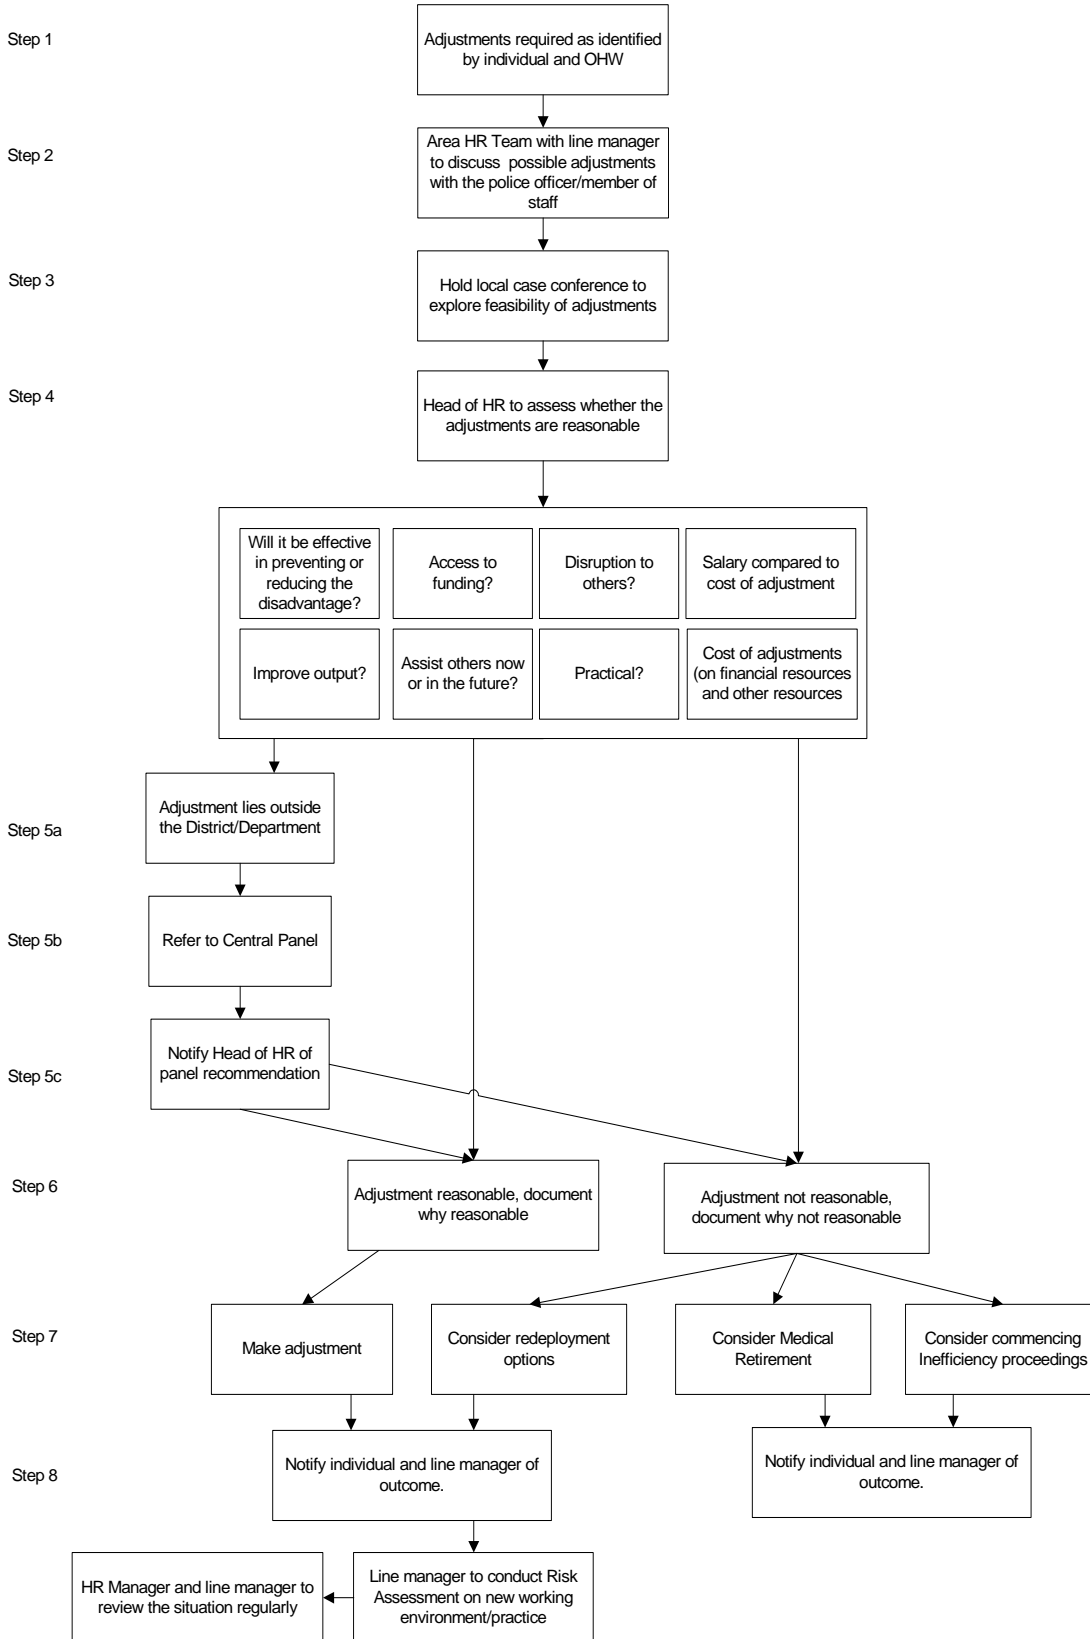 Step 1
Adjustments required as identified
by individual and OHW
Step 2
Area HR Team with line manager
to discuss possible adjustments
with the police officer/member of
staff
Step 3
Hold local case conference to
explore feasibility of adjustments
Step 4
Head of HR to assess whether the
adjustments are reasonable
Will it be effective
in preventing or
reducing the
disadvantage?
Access to
funding?
Disruption to
others?
Salary compared to
cost of adjustment
Improve output?
Assist others now
or in the future?
Practical?
Cost of adjustments
(on financial resources
and other resources
Step 5a
Adjustment lies outside
the District/Department
Step 5b
Refer to Central Panel
Step 5c
Notify Head of HR of
panel recommendation
Step 6
Adjustment reasonable, document
why reasonable
Adjustment not reasonable,
document why not reasonable
Step 7
Make adjustment
Consider redeployment
options
Consider Medical
Retirement
Consider commencing
Inefficiency proceedings
Step 8
Notify individual and line manager of
outcome.
Notify individual and line manager of
outcome.
HR Manager and line manager to
review the situation regularly
Line manager to conduct Risk
Assessment on new working
environment/practice